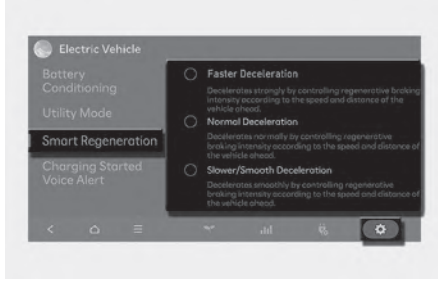 Electric Vehicle
Battery
Conditioning
Utility Mode
Smart Regeneration
Charging Started
Voice Alert
Faster Deceleration
Decelerates strongly by controlling regenerative braking
intensity according to the speed and distance of the
vehicle ahead.
Normal Deceleration
Decelerates normally by controlling regenerative
braking intensity according to the speed and distance of
the vehicle ahead.
Slower/Smooth Deceleration
Decelerates smoothly by controlling regenerative
braking intensity according to the speed and distance of
the vehicle ahead.